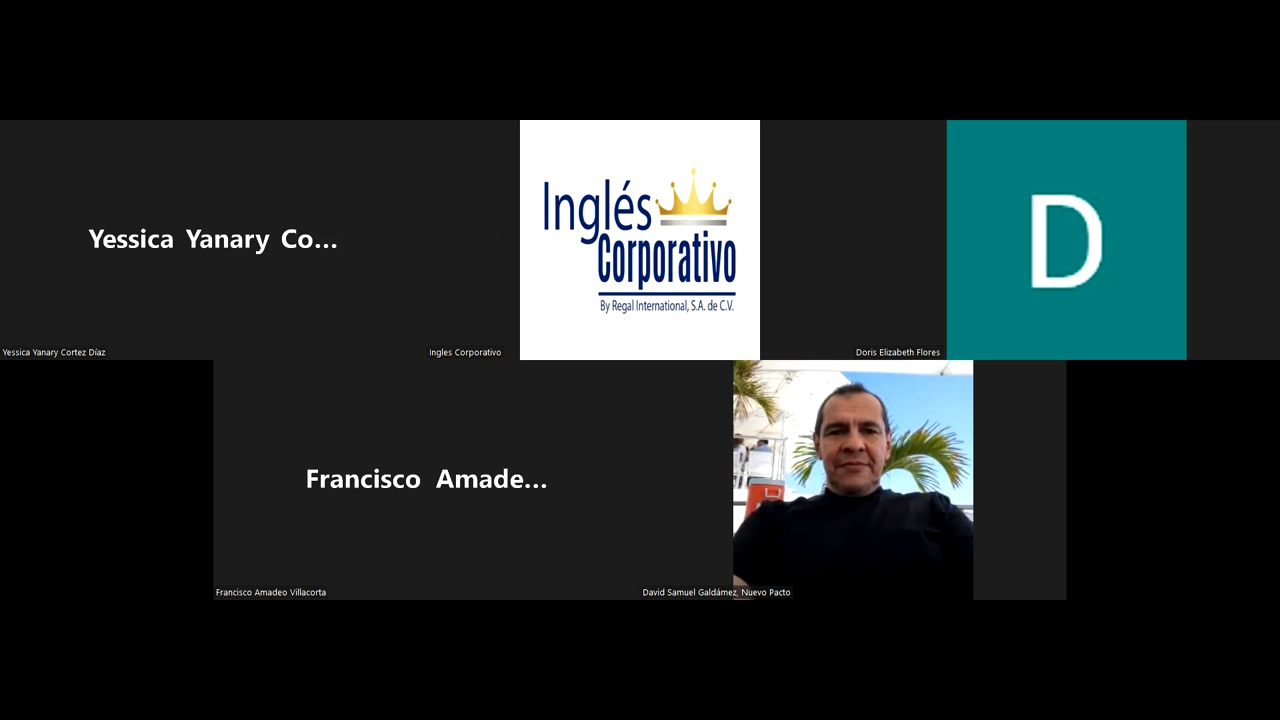 Yessica Yanary Co...
Yessica Yanary Cortez Díaz
Inglés
Corporativo
By Regal International, S.A. de C.V.
Ingles Corporativo
D
Doris Elizabeth Flores
Francisco Amade...
Francisco Amadeo Villacorta
David Samuel Galdámez, Nuevo Pacto